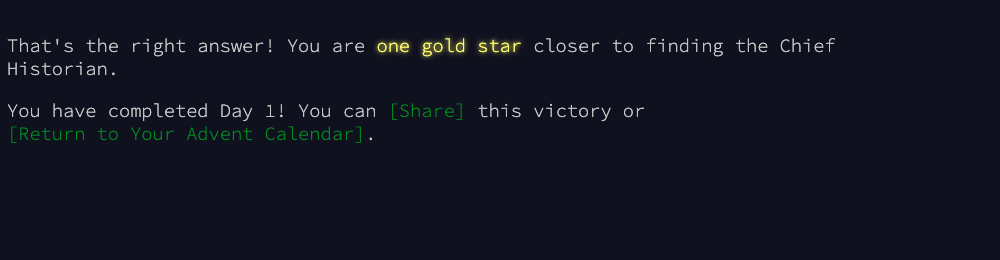 That's the right answer! You are one gold star closer to finding the Chief
Historian.
You have completed Day 1! You can [Share] this victory or
[Return to Your Advent Calendar].